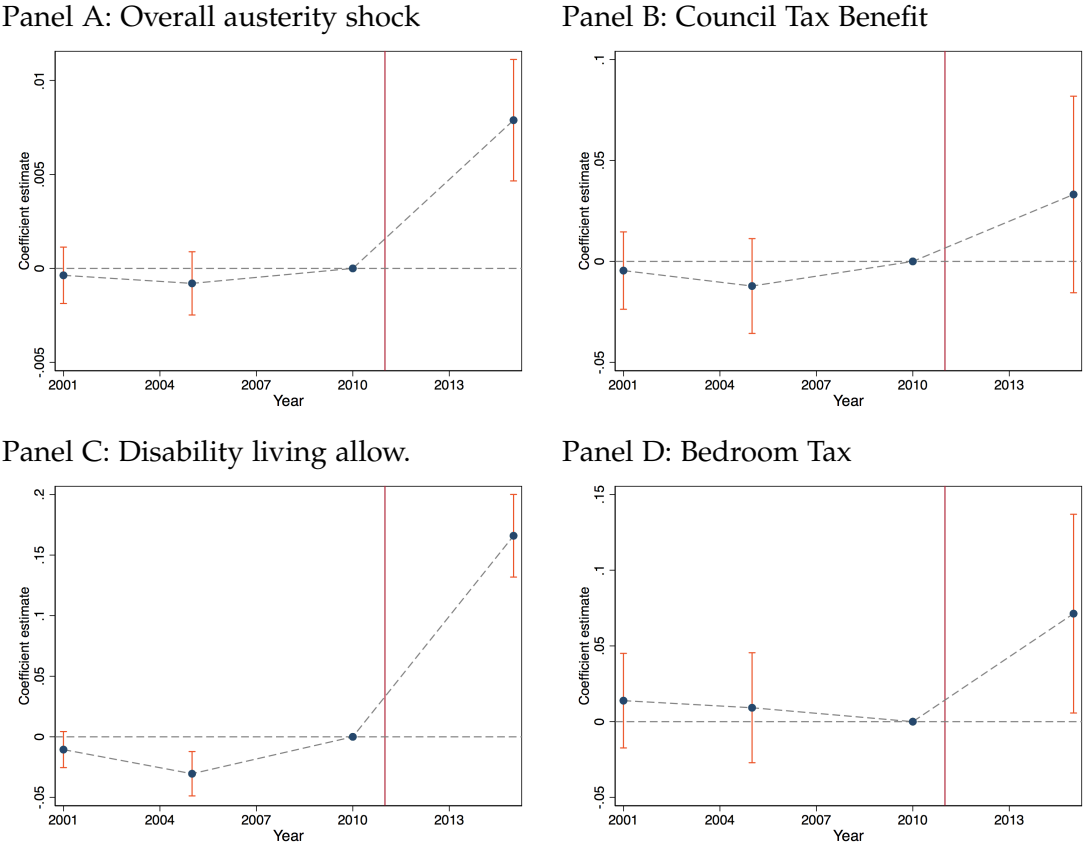 Panel A: Overall austerity shock
Coefficient estimate
.01
.005
0
-.005
2001 2004 2007 2010 2013
Year
Panel B: Council Tax Benefit
Coefficient estimate
.1
.05
0
-.05
2001 2004 2007 2010 2013
Year
Panel C: Disability living allow.
Coefficient estimate
.2
.15
.1
.05
0
-.05
2001 2004 2007 2010 2013
Year
Panel D: Bedroom Tax
Coefficient estimate
.15
.1
.05
0
-.05
2001 2004 2007 2010 2013
Year